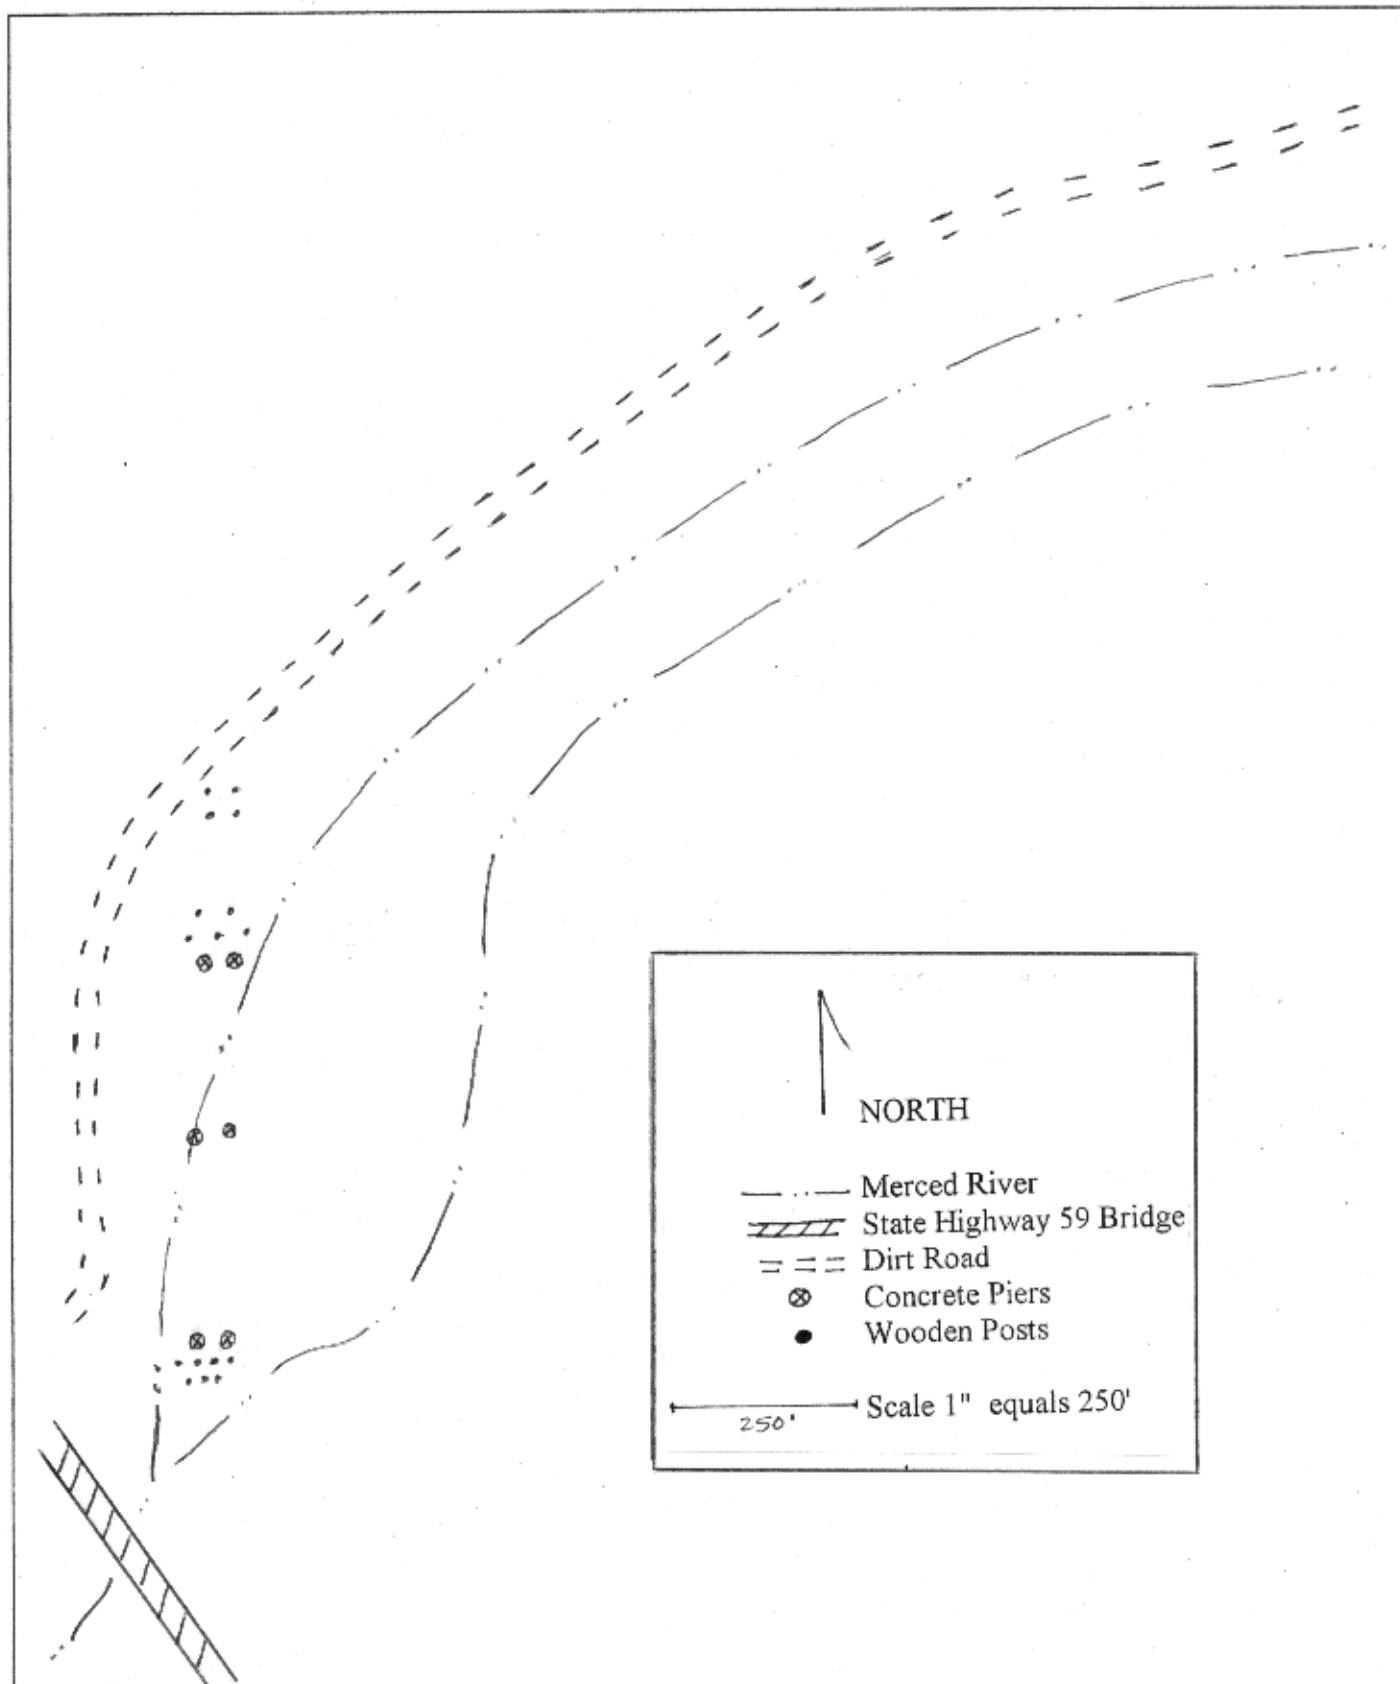 NORTH
Merced River
State Highway 59 Bridge
Dirt Road
Concrete Piers
Wooden Posts
Scale 1" equals 250'
250'